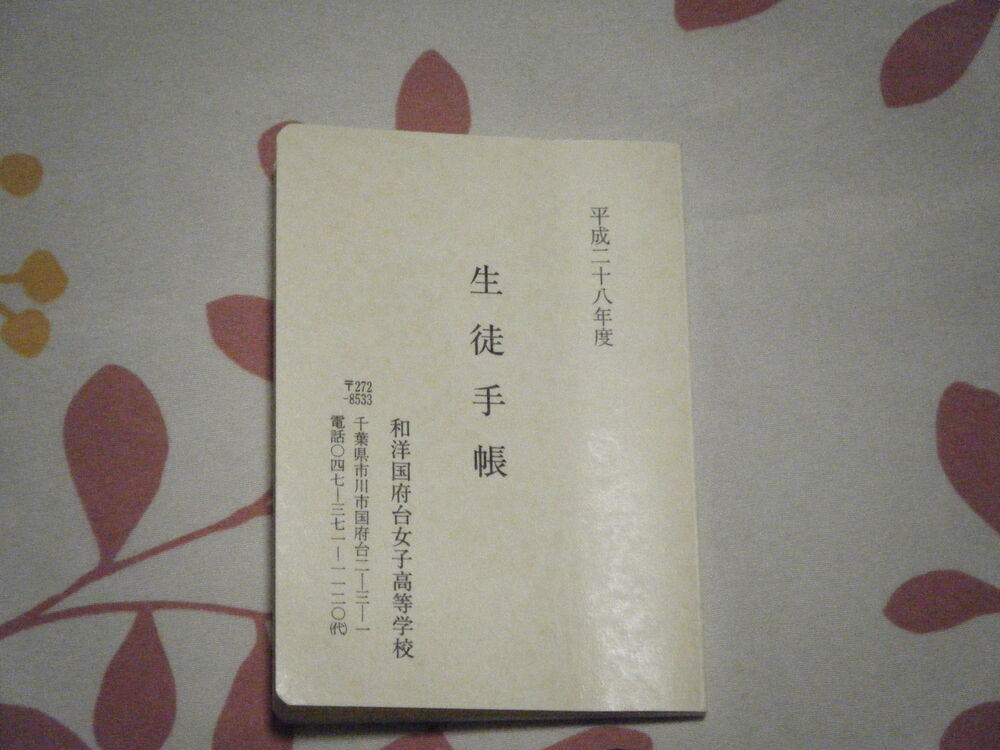 平成二十八年度
生徒手帳
和洋国府台女子高等学校
〒272-8533
千葉県市川市国府台二―三―一
電話〇四七―三七一―一一二〇(代)